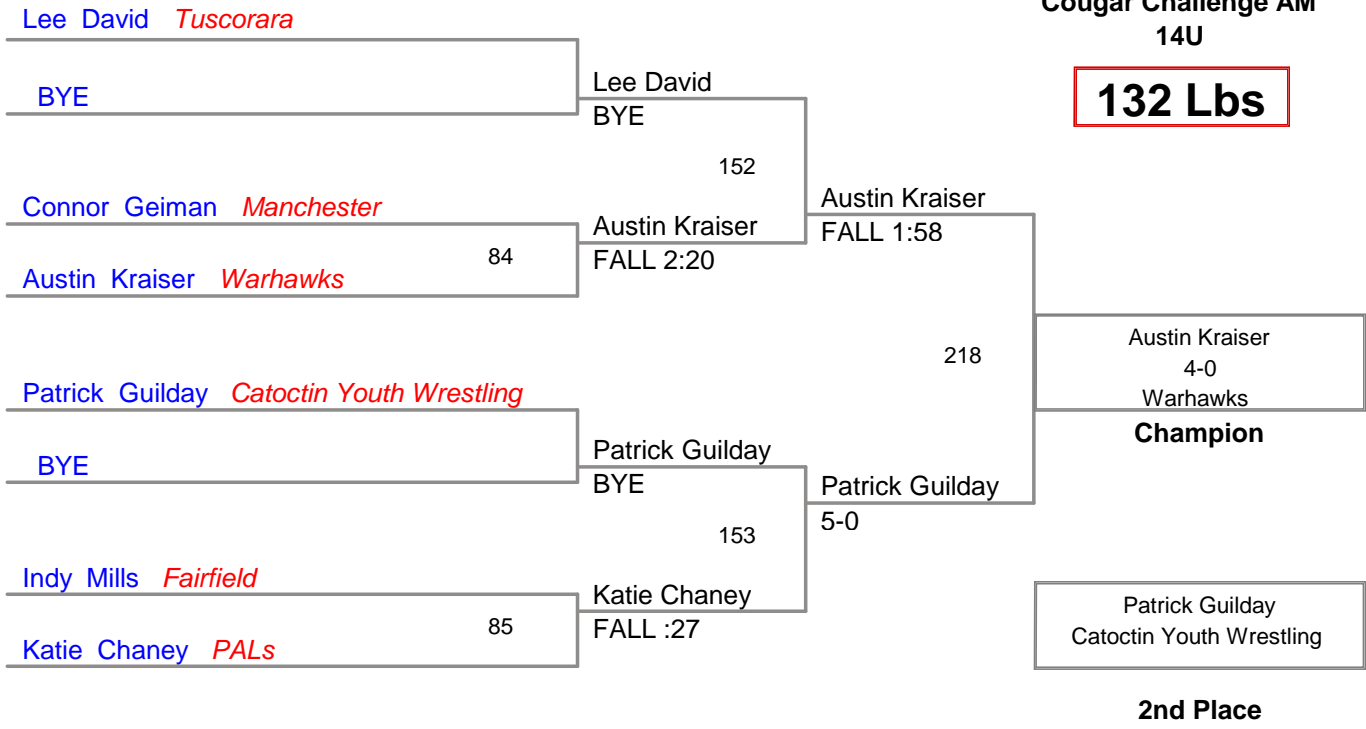 Cougar Challenge AM
14U
132 Lbs
Lee David Tuscorara
BYE
Lee David
BYE
152
Connor Geiman Manchester
84
Austin Kraiser Warhawks
Austin Kraiser
FALL 2:20
Austin Kraiser
FALL 1:58
218
Patrick Guilday Catoctin Youth Wrestling
BYE
Patrick Guilday
BYE
153
Indy Mills Fairfield
85
Katie Chaney PALs
Katie Chaney
FALL :27
Patrick Guilday
5-0
Austin Kraiser
4-0
Warhawks
Champion
Patrick Guilday
Catoctin Youth Wrestling
2nd Place